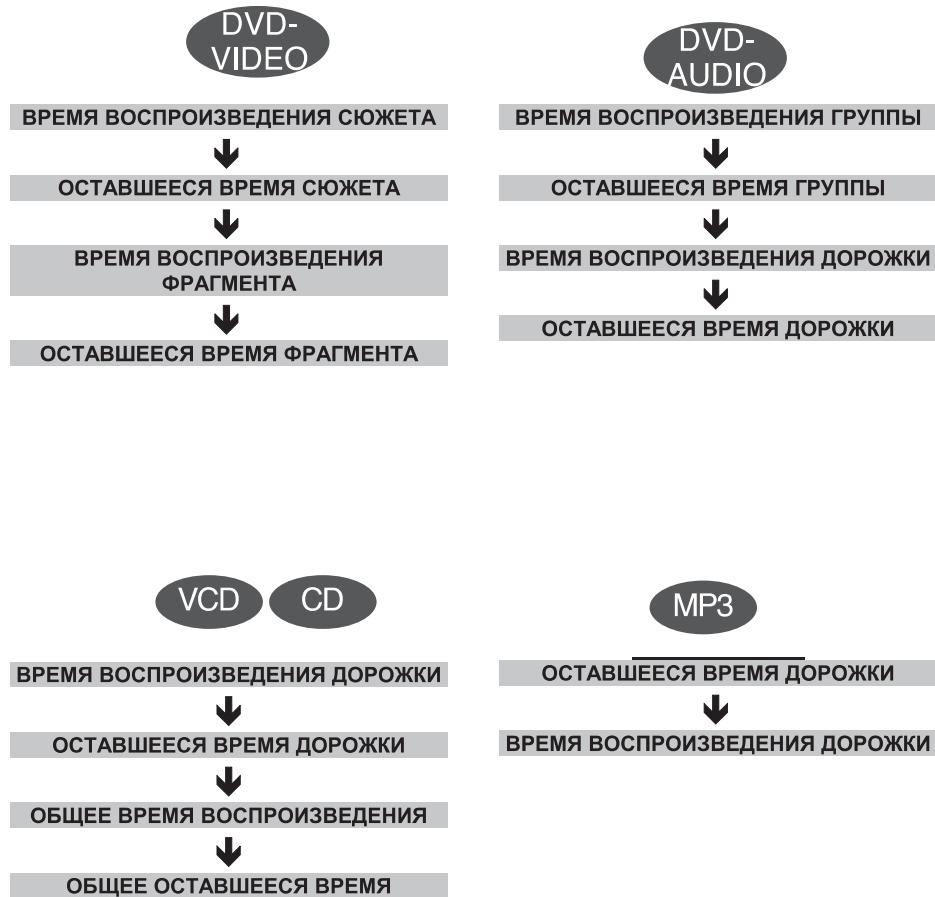 DVD-
VIDEO
ВРЕМЯ ВОСПРОИЗВЕДЕНИЯ СЮЖЕТА
ОСТАВШЕЕСЯ ВРЕМЯ СЮЖЕТА
ВРЕМЯ ВОСПРОИЗВЕДЕНИЯ
ФРАГМЕНТА
ОСТАВШЕЕСЯ ВРЕМЯ ФРАГМЕНТА
DVD-
AUDIO
ВРЕМЯ ВОСПРОИЗВЕДЕНИЯ ГРУППЫ
ОСТАВШЕЕСЯ ВРЕМЯ ГРУППЫ
ВРЕМЯ ВОСПРОИЗВЕДЕНИЯ ДОРОЖКИ
ОСТАВШЕЕСЯ ВРЕМЯ ДОРОЖКИ
VCD CD
ВРЕМЯ ВОСПРОИЗВЕДЕНИЯ ДОРОЖКИ
ОСТАВШЕЕСЯ ВРЕМЯ ДОРОЖКИ
ОБЩЕЕ ВРЕМЯ ВОСПРОИЗВЕДЕНИЯ
ОБЩЕЕ ОСТАВШЕЕСЯ ВРЕМЯ
MP3
ОСТАВШЕЕСЯ ВРЕМЯ ДОРОЖКИ
ВРЕМЯ ВОСПРОИЗВЕДЕНИЯ ДОРОЖКИ